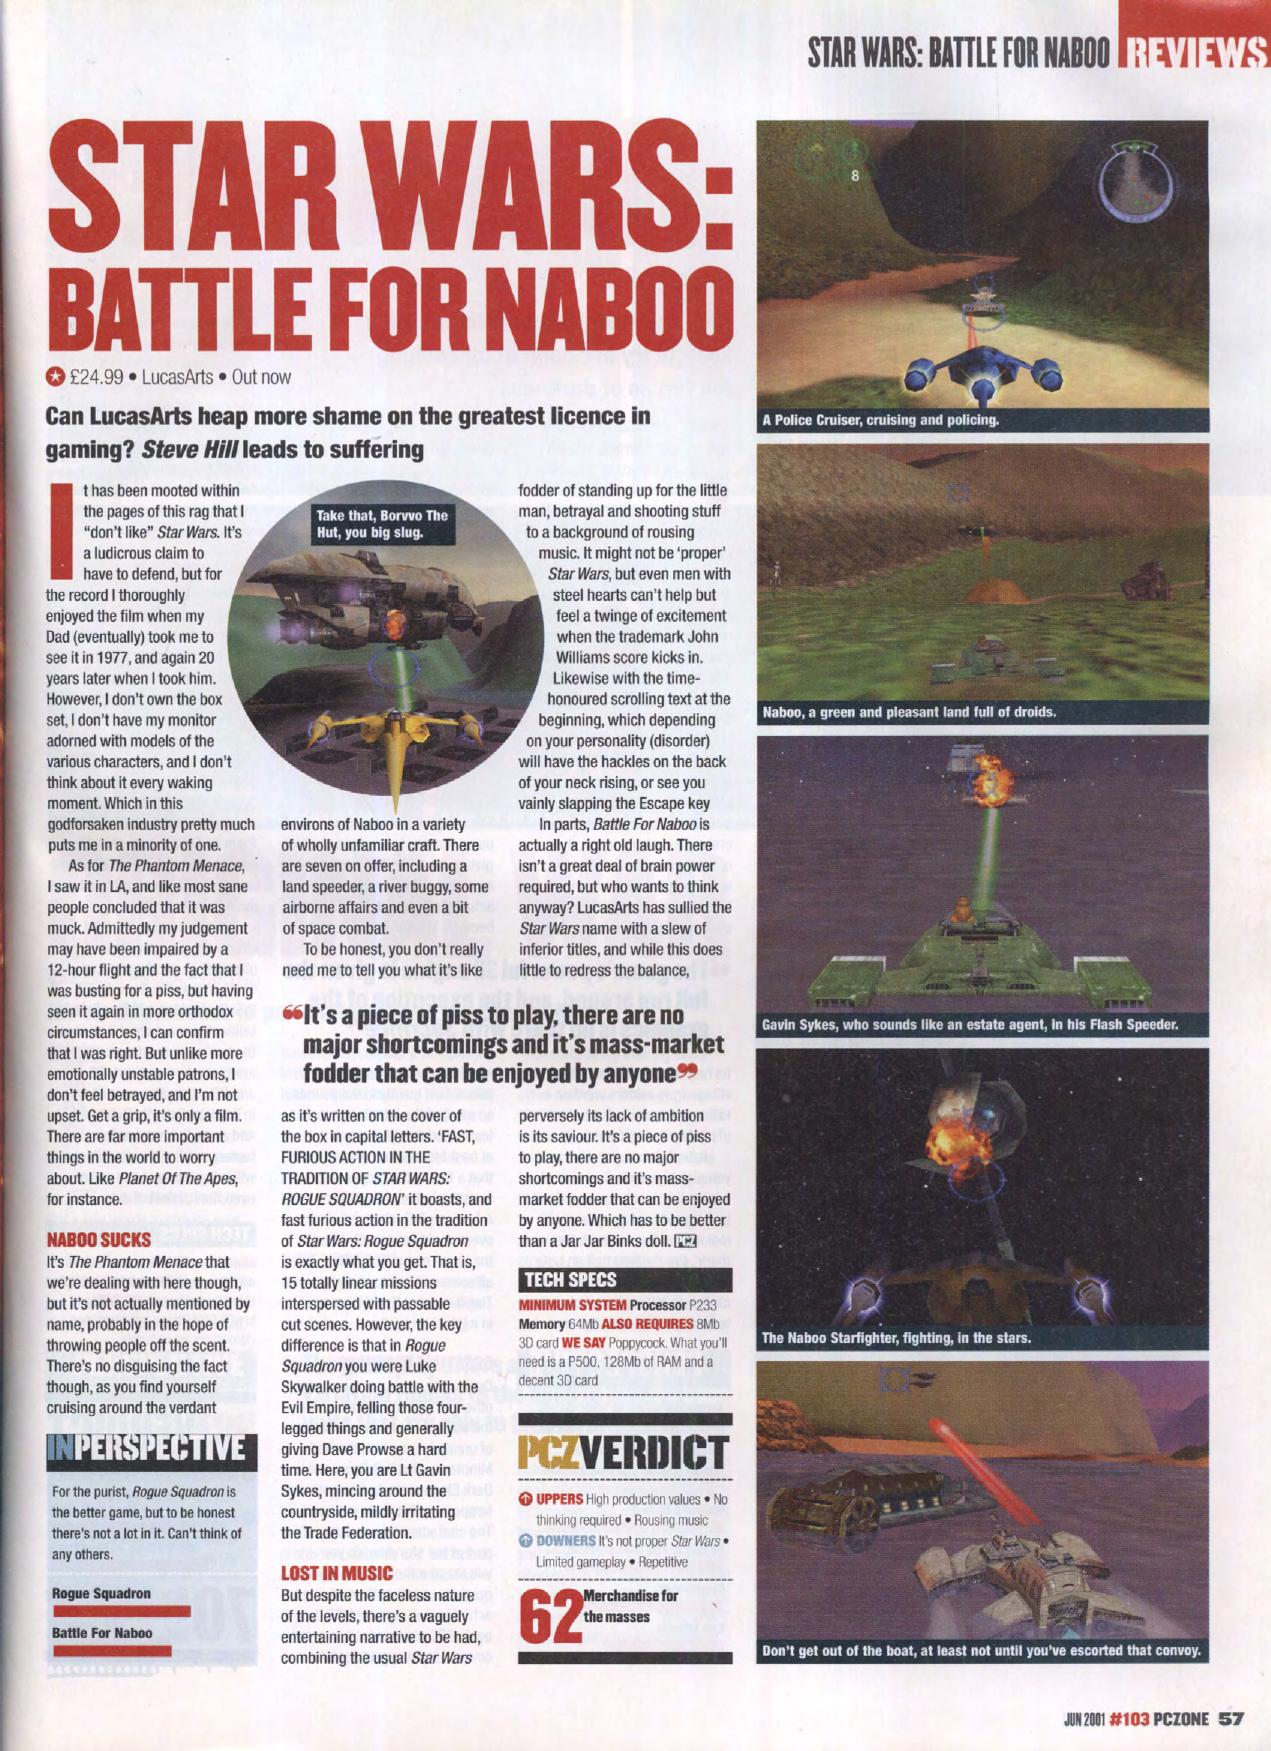 STAR WARS: BATTLE FOR NABOO REVIEWS
STAR WARS:
BATTLE FOR NABOO
£24.99 • LucasArts • Out now
Can LucasArts heap more shame on the greatest licence in
gaming? Steve Hill leads to suffering
It has been mooted within
the pages of this rag that I
“don't like” Star Wars. It's
a ludicrous claim to
have to defend, but for
the record I thoroughly
enjoyed the film when my
Dad (eventually) took me to
see it in 1977, and again 20
years later when I took him.
However, I don't own the box
set, I don't have my monitor
adorned with models of the
various characters, and I don't
think about it every waking
moment. Which in this
godforsaken industry pretty much
puts me in a minority of one.
As for The Phantom Menace,
I saw it in LA, and like most sane
people concluded that it was
muck. Admittedly my judgement
may have been impaired by a
12-hour flight and the fact that I
was busting for a piss, but having
seen it again in more orthodox
circumstances, I can confirm
that I was right. But unlike more
emotionally unstable patrons, I
don't feel betrayed, and I'm not
upset. Get a grip, it's only a film.
There are far more important
things in the world to worry
about. Like Planet Of The Apes,
for instance.
NABOO SUCKS
It's The Phantom Menace that
we're dealing with here though,
but it's not actually mentioned by
name, probably in the hope of
throwing people off the scent.
There's no disguising the fact
though, as you find yourself
cruising around the verdant
INPERSPECTIVE
For the purist, Rogue Squadron is
the better game, but to be honest
there's not a lot in it. Can't think of
any others.
Rogue Squadron
Battle For Naboo
Take that, Borvvo The
Hut, you big slug.
environs of Naboo in a variety
of wholly unfamiliar craft. There
are seven on offer, including a
land speeder, a river buggy, some
airborne affairs and even a bit
of space combat.
To be honest, you don't really
need me to tell you what it's like
“It's a piece of piss to play, there are no
major shortcomings and it's mass-market
fodder that can be enjoyed by anyone”
as it's written on the cover of
the box in capital letters. ‘FAST,
FURIOUS ACTION IN THE
TRADITION OF STAR WARS:
ROGUE SQUADRON’ it boasts, and
fast furious action in the tradition
of Star Wars: Rogue Squadron
is exactly what you get. That is,
15 totally linear missions
interspersed with passable
cut scenes. However, the key
difference is that in Rogue
Squadron you were Luke
Skywalker doing battle with the
Evil Empire, felling those four-
legged things and generally
giving Dave Prowse a hard
time. Here, you are Lt Gavin
Sykes, mincing around the
countryside, mildly irritating
the Trade Federation.
LOST IN MUSIC
But despite the faceless nature
of the levels, there's a vaguely
entertaining narrative to be had,
combining the usual Star Wars
fodder of standing up for the little
man, betrayal and shooting stuff
to a background of rousing
music. It might not be ‘proper’
Star Wars, but even men with
steel hearts can't help but
feel a twinge of excitement
when the trademark John
Williams score kicks in.
Likewise with the time-
honoured scrolling text at the
beginning, which depending
on your personality (disorder)
will have the hackles on the back
of your neck rising, or see you
vainly slapping the Escape key
In parts, Battle For Naboo is
actually a right old laugh. There
isn't a great deal of brain power
required, but who wants to think
anyway? LucasArts has sullied the
Star Wars name with a slew of
inferior titles, and while this does
little to redress the balance,
perversely its lack of ambition
is its saviour. It's a piece of piss
to play, there are no major
shortcomings and it's mass-
market fodder that can be enjoyed
by anyone. Which has to be better
than a Jar Jar Binks doll. PCZ
TECH SPECS
MINIMUM SYSTEM Processor P233
Memory 64Mb ALSO REQUIRES 8Mb
3D card WE SAY Poppycock. What you'll
need is a P500, 128Mb of RAM and a
decent 3D card
PCZVERDICT
UPPERS High production values • No
thinking required • Rousing music
DOWNERS It's not proper Star Wars •
Limited gameplay • Repetitive
62 Merchandise for
the masses
8
A Police Cruiser, cruising and policing.
Naboo, a green and pleasant land full of droids.
Gavin Sykes, who sounds like an estate agent, in his Flash Speeder.
The Naboo Starfighter, fighting, in the stars.
Don't get out of the boat, at least not until you've escorted that convoy.
JUN 2001 #103 PCZONE 57